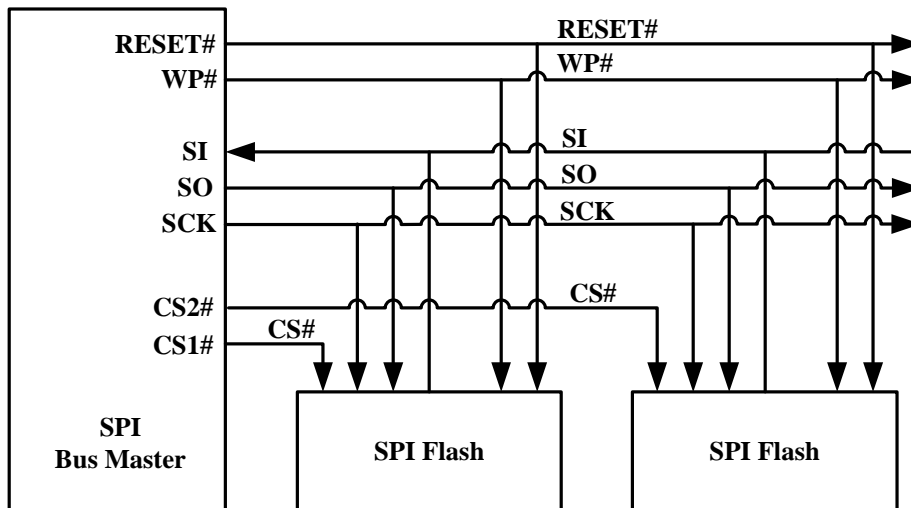 RESET#
RESET#
WP#
WP#
SI
SI
SO
SO
SCK
SCK
CS2#
CS#
CS1#
CS#
SPI
Bus Master
SPI Flash
SPI Flash